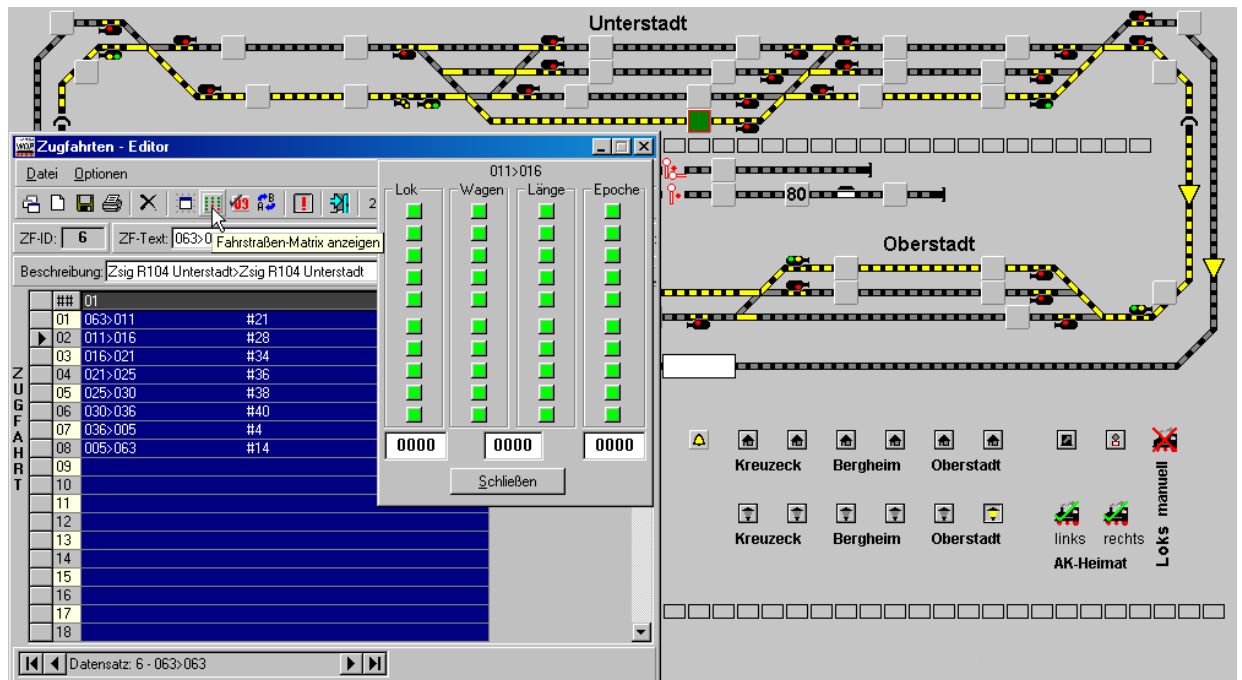 Unterstadt
Zugfahrten - Editor
Datei Optionen
011>016
Lok Wagen Länge Epoche
80
2
ZF-ID: 6 ZF-Text: 063>0
Fahrstraßen-Matrix anzeigen
Oberstadt
Beschreibung: Zsig R104 Unterstadt>Zsig R104 Unterstadt
## 01
01 063>011 #21
02 011>016 #28
03 016>021 #34
04 021>025 #36
05 025>030 #38
06 030>036 #40
07 036>005 #4
08 005>063 #14
09
10
11
12
13
14
15
16
17
18
ZUGFAHRT
0000 0000 0000
Schließen
Kreuzeck Bergheim Oberstadt
Kreuzeck Bergheim Oberstadt
links rechts
AK-Heimat
Loks manuell
Datensatz: 6 - 063>063